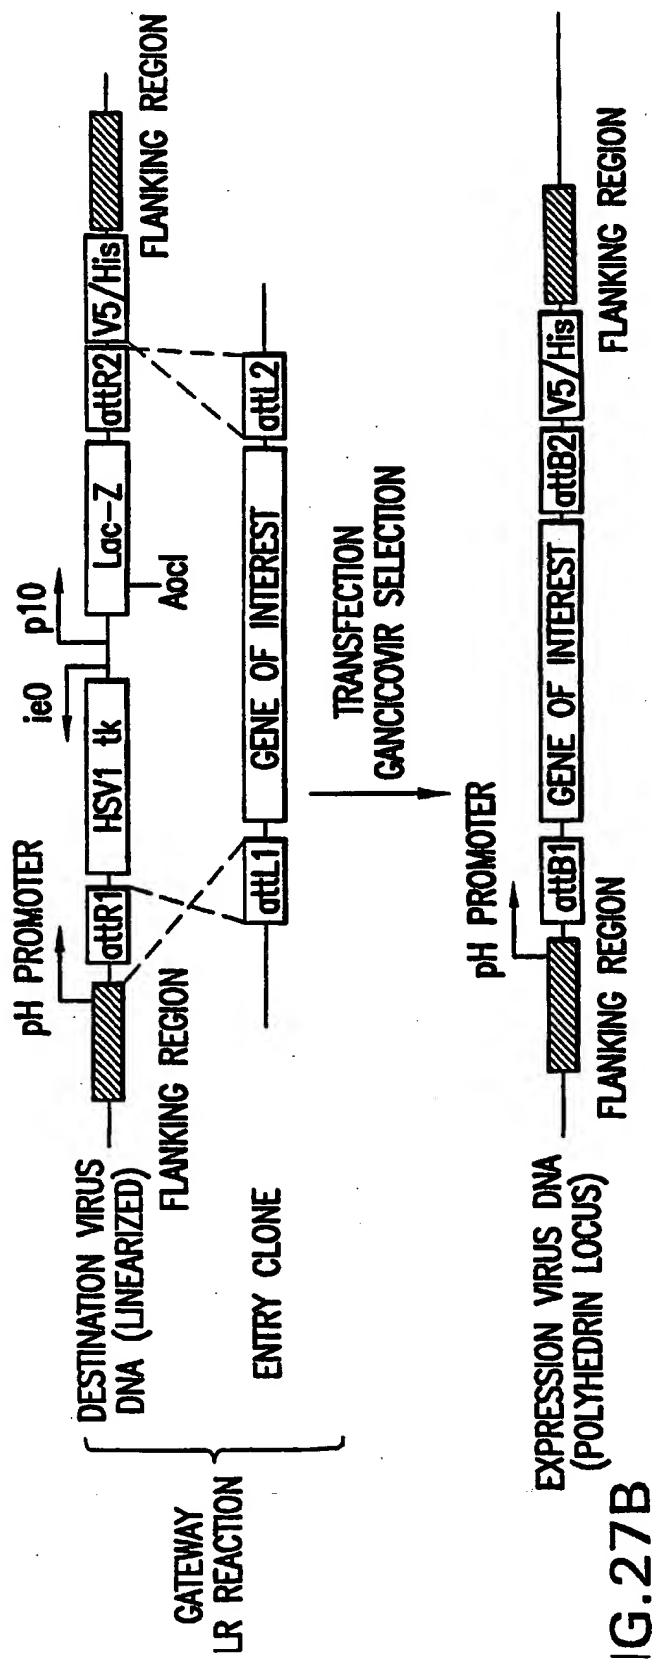 DESTINATION VIRUS
DNA (LINEARIZED)
pH PROMOTER
attR1
HSV1 tk
ie0
p10
Lac-Z
AocI
attR2
V5/His
FLANKING REGION
FLANKING REGION
GATEWAY
LR REACTION
ENTRY CLONE
attL1
GENE OF INTEREST
attL2
TRANSFECTION
GANCICOVIR SELECTION
EXPRESSION VIRUS DNA
(POLYHEDRIN LOCUS)
pH PROMOTER
attB1
GENE OF INTEREST
attB2
V5/His
FLANKING REGION
FLANKING REGION
IG.27B